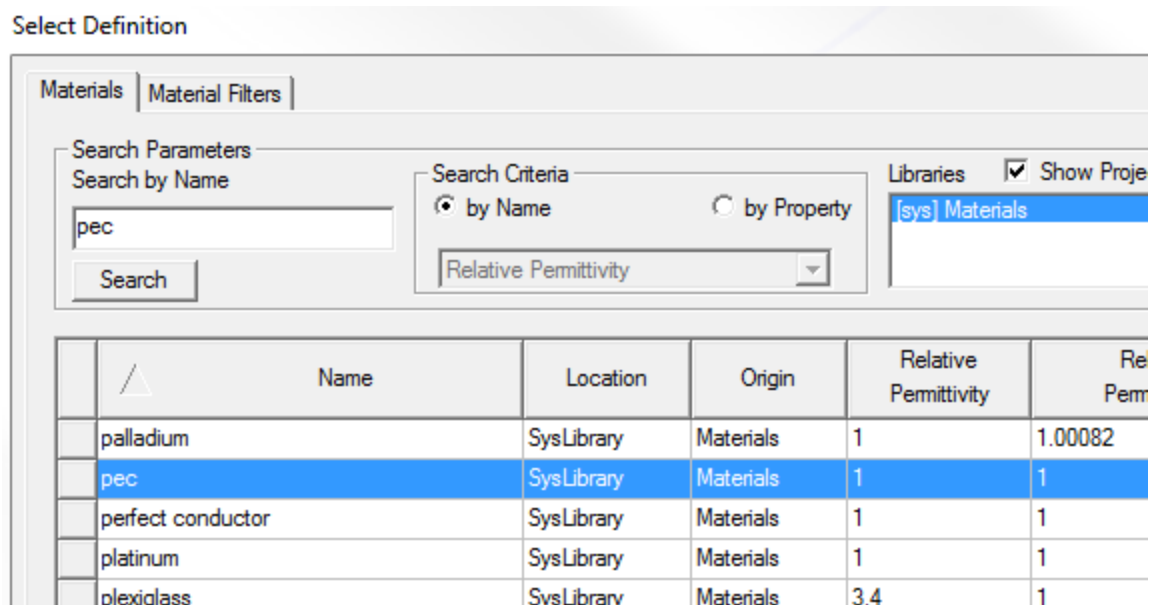 Select Definition
Materials Material Filters
Search Parameters
Search by Name
pec
Search
Search Criteria
by Name by Property
Relative Permittivity
Libraries Show Proje
[sys] Materials
Name Location Origin Relative Permittivity Rel Perm
palladium SysLibrary Materials 1 1.00082
pec SysLibrary Materials 1 1
perfect conductor SysLibrary Materials 1 1
platinum SysLibrary Materials 1 1
plexiglass SysLibrary Materials 3.4 1